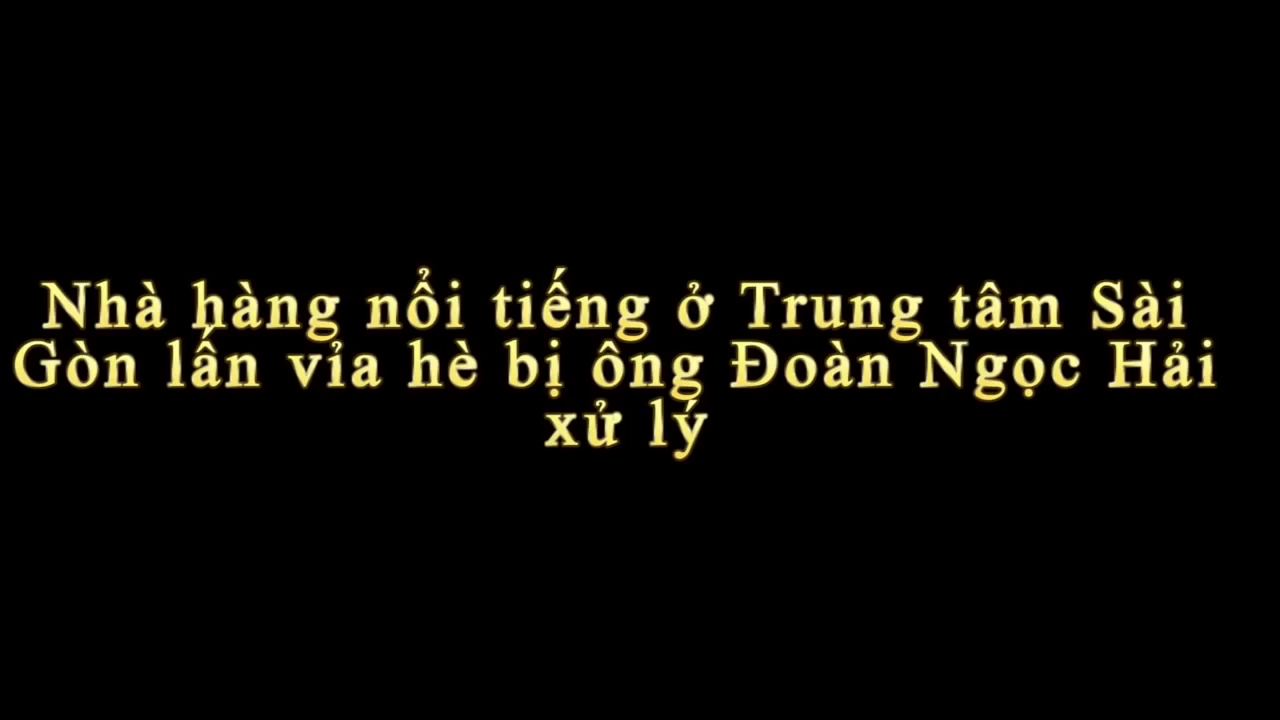 Nhà hàng nổi tiếng ở Trung tâm Sài
Gòn lấn vỉa hè bị ông Đoàn Ngọc Hải
xử lý